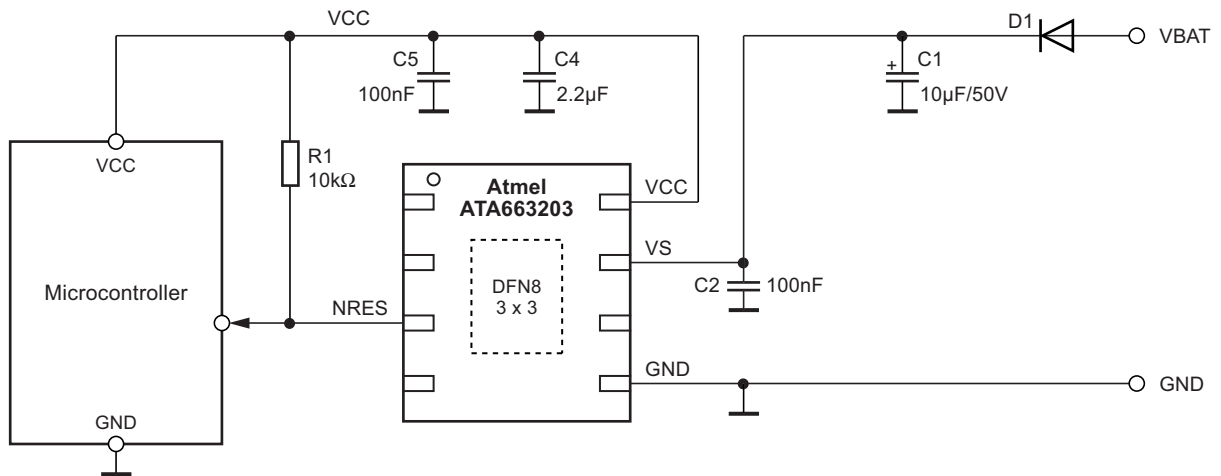 VCC
D1
VBAT
C5
100nF
C4
2.2µF
C1
+
10µF/50V
VCC
R1
10kΩ
Atmel
ATA663203
VCC
VS
Microcontroller
DFN8
3 x 3
C2
100nF
NRES
GND
GND
GND